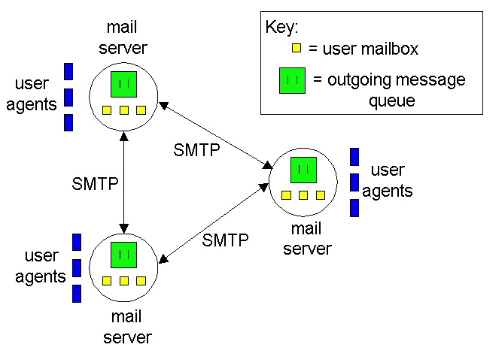 mail
server
user
agents
Key:
= user mailbox
= outgoing message
queue
SMTP
SMTP
user
agents
mail
server
SMTP
user
agents
mail
server